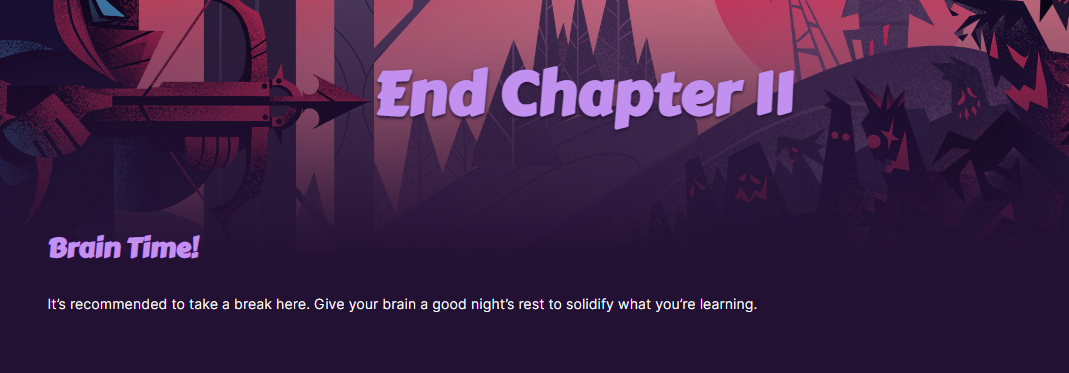 End Chapter II
Brain Time!
It’s recommended to take a break here. Give your brain a good night’s rest to solidify what you’re learning.